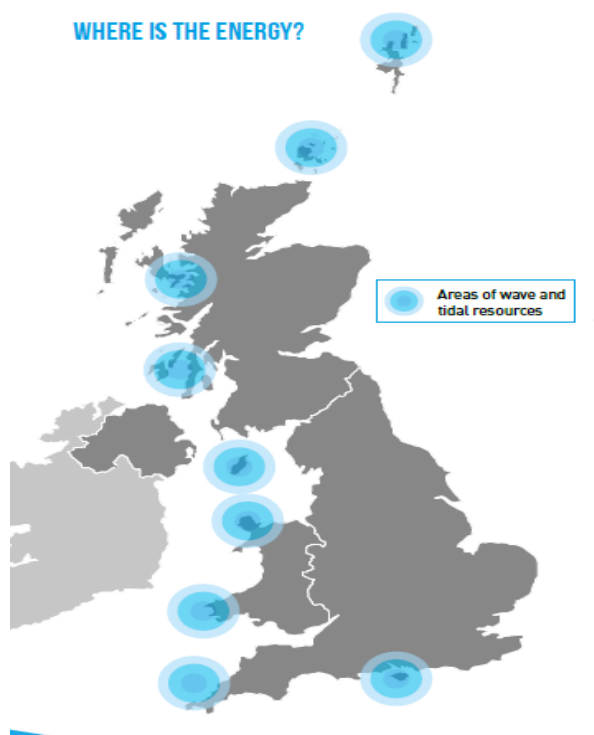 WHERE IS THE ENERGY?
Areas of wave and
tidal resources